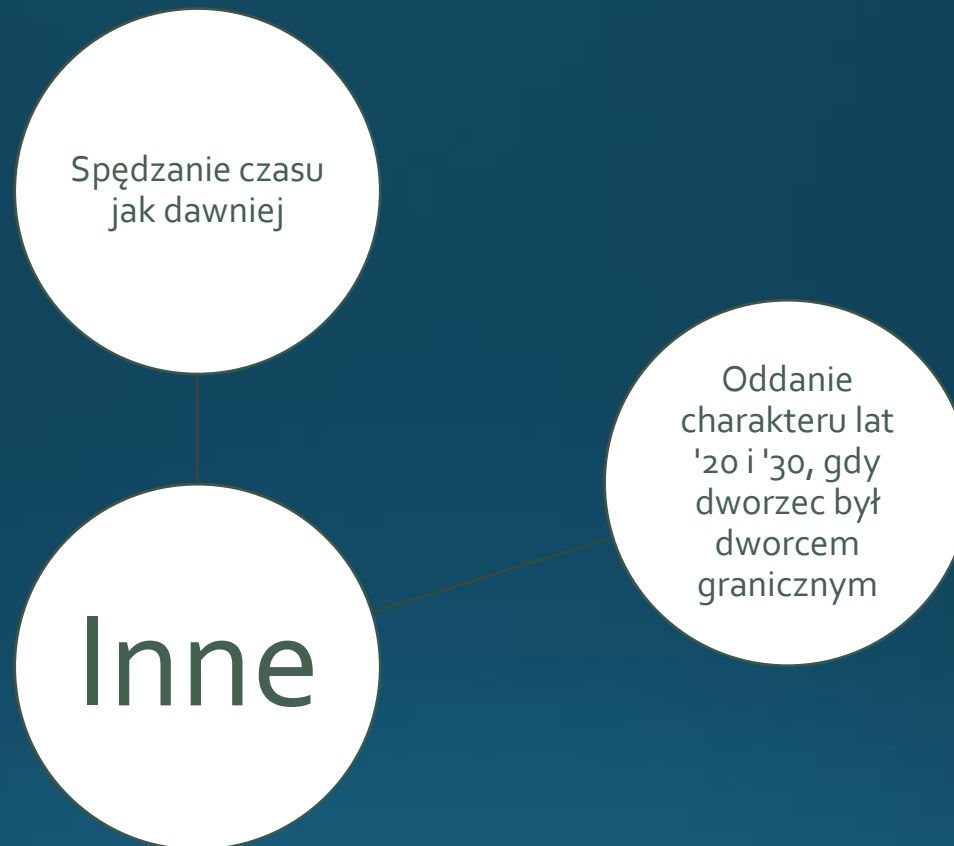 Spędzanie czasu
jak dawniej
Oddanie
charakteru lat
'20 i '30, gdy
dworzec był
dworcem
granicznym
Inne